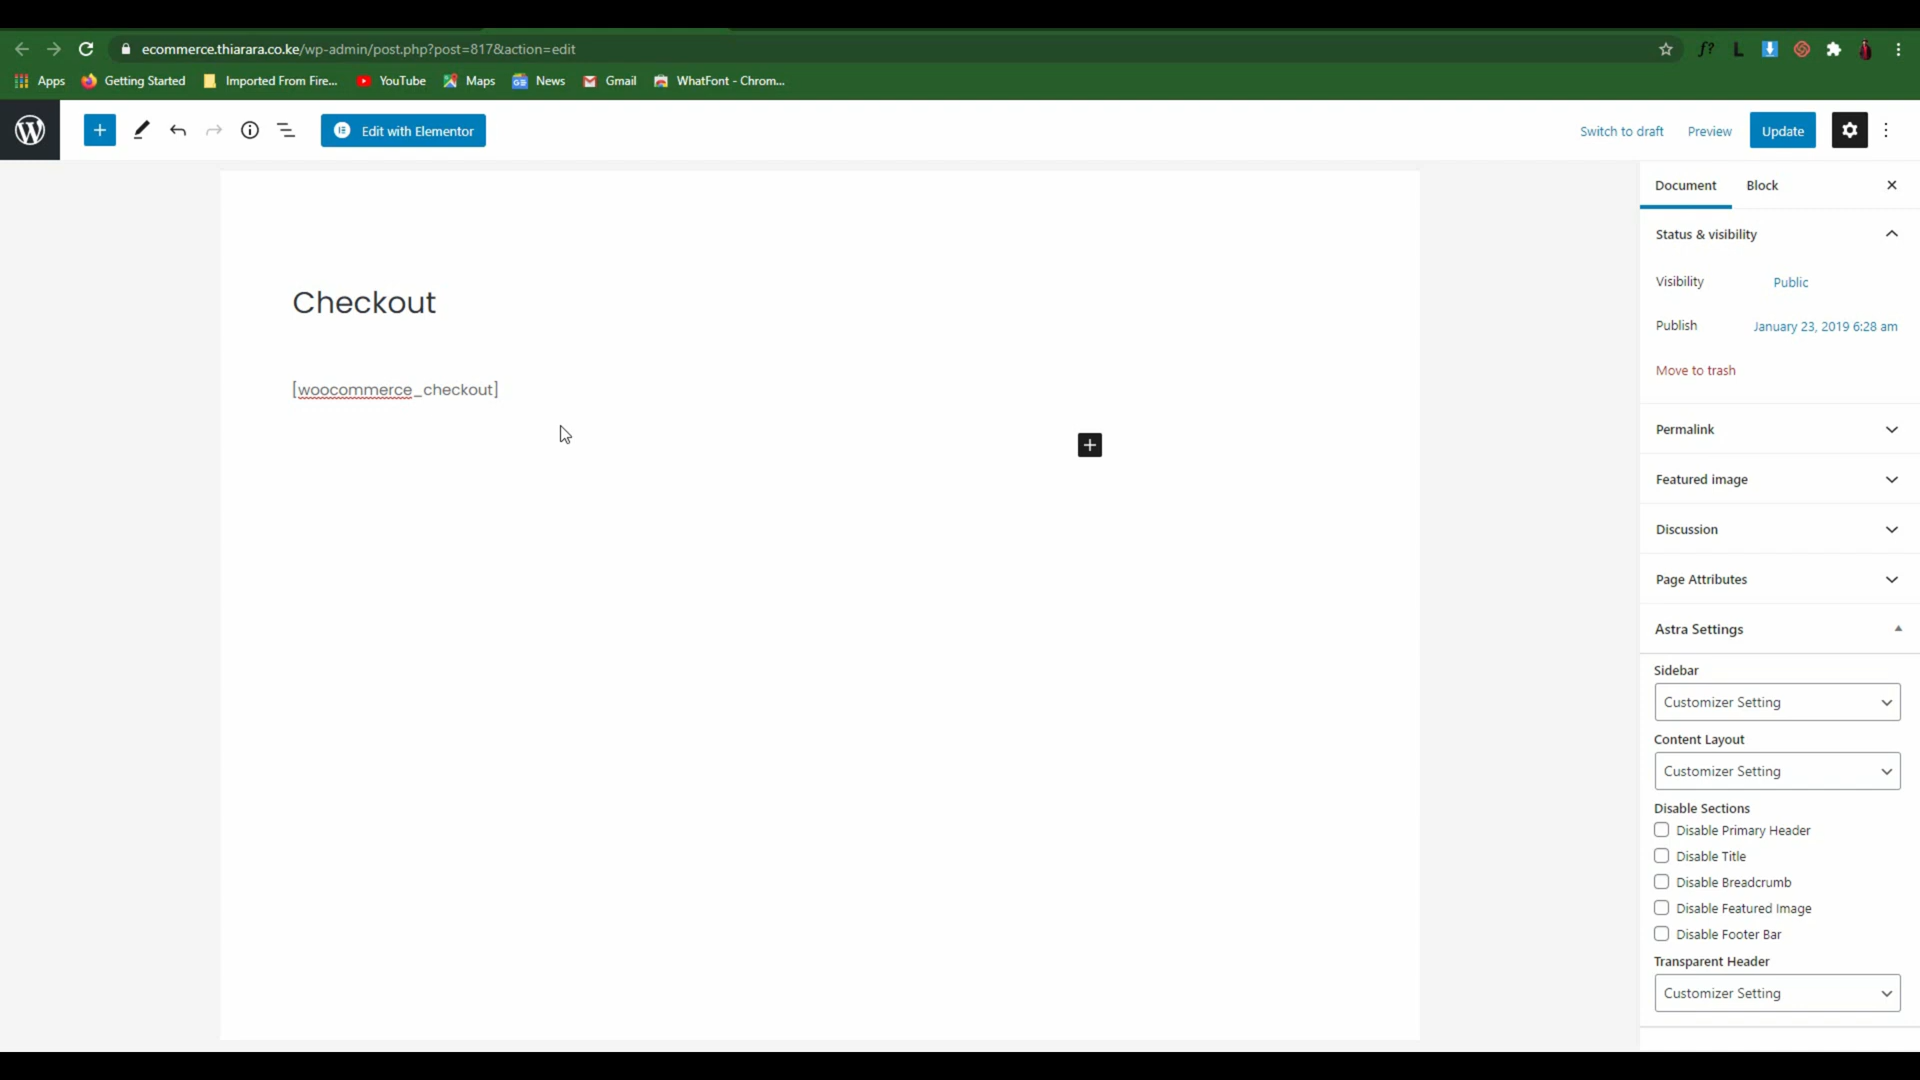 ecommerce.thiarara.co.ke/wp-admin/post.php?post=817&action=edit
f?
L
Apps
Getting Started
Imported From Fire...
YouTube
Maps
News
Gmail
WhatFont - Chrom...
Edit with Elementor
Switch to draft
Preview
Update
Document
Block
Status & visibility
Visibility
Public
Publish
January 23, 2019 6:28 am
Move to trash
Checkout
[woocommerce_checkout]
Permalink
Featured image
Discussion
Page Attributes
Astra Settings
Sidebar
Customizer Setting
Content Layout
Customizer Setting
Disable Sections
Disable Primary Header
Disable Title
Disable Breadcrumb
Disable Featured Image
Disable Footer Bar
Transparent Header
Customizer Setting